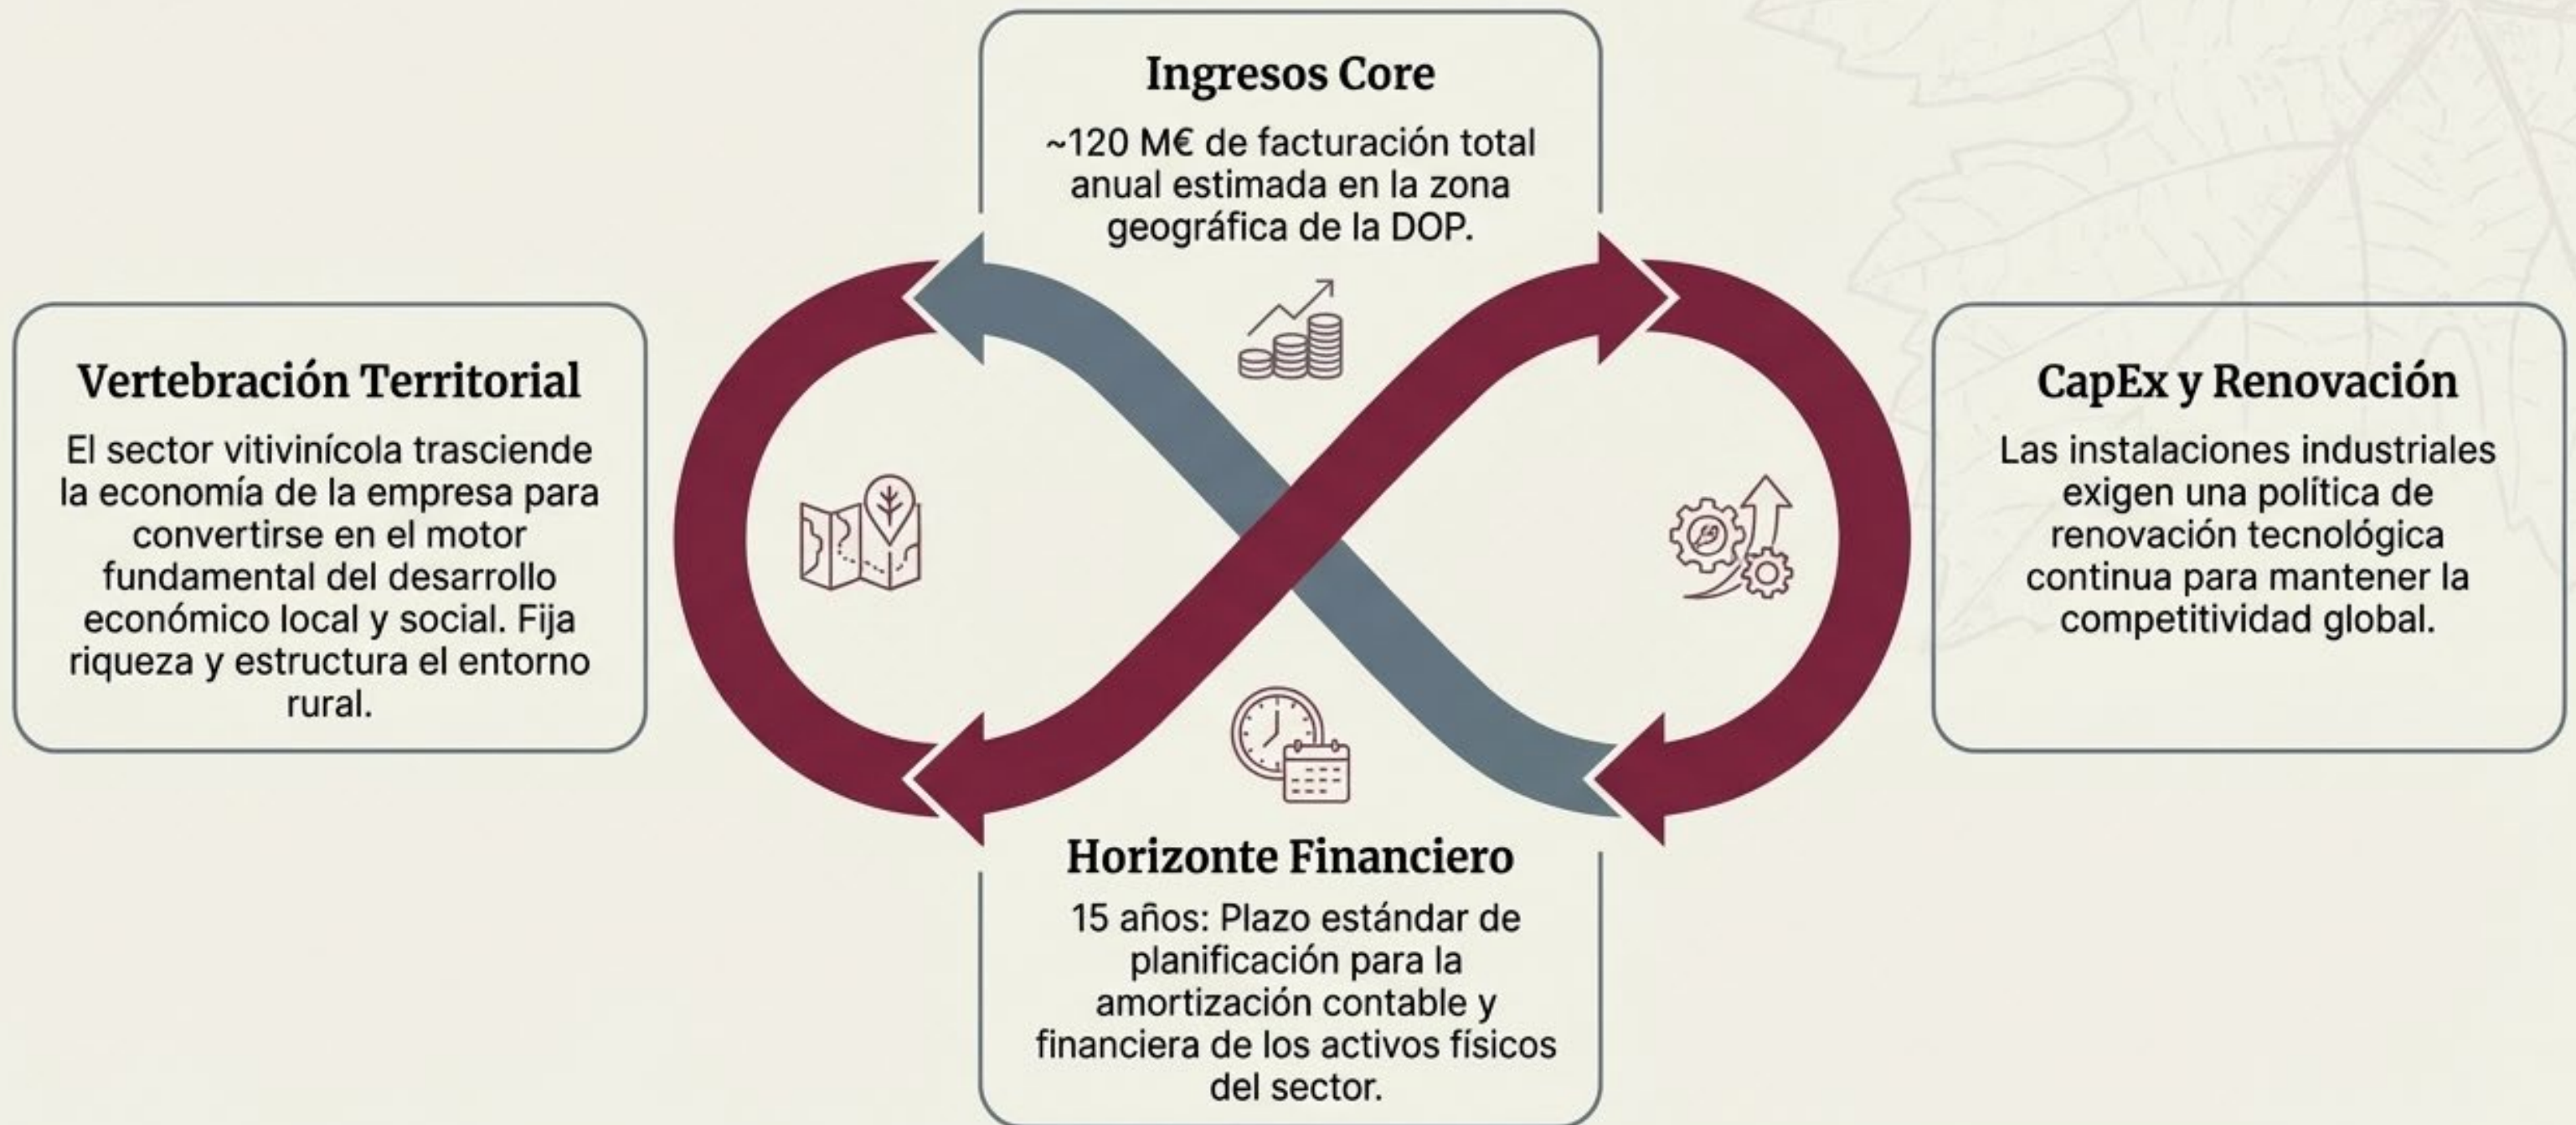 Ingresos Core
~120 M€ de facturación total
anual estimada en la zona
geográfica de la DOP.
Vertebración Territorial
El sector vitivinícola trasciende
la economía de la empresa para
convertirse en el motor
fundamental del desarrollo
económico local y social. Fija
riqueza y estructura el entorno
rural.
CapEx y Renovación
Las instalaciones industriales
exigen una política de
renovación tecnológica
continua para mantener la
competitividad global.
Horizonte Financiero
15 años: Plazo estándar de
planificación para la
amortización contable y
financiera de los activos físicos
del sector.